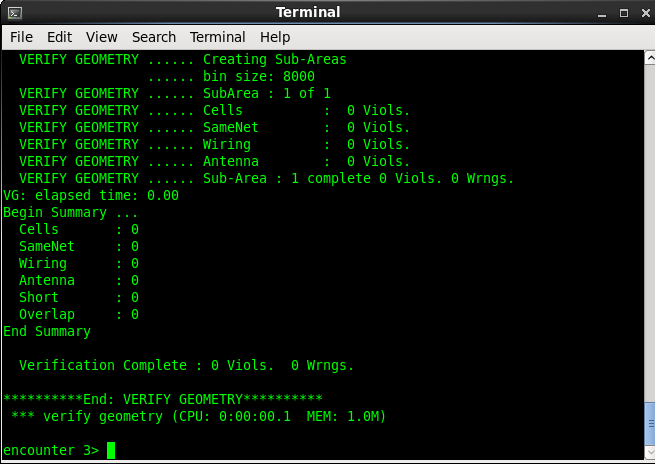 Terminal
File Edit View Search Terminal Help
  VERIFY GEOMETRY ...... Creating Sub-Areas
                  ...... bin size: 8000
  VERIFY GEOMETRY ...... SubArea : 1 of 1
  VERIFY GEOMETRY ...... Cells          :  0 Viols.
  VERIFY GEOMETRY ...... SameNet        :  0 Viols.
  VERIFY GEOMETRY ...... Wiring         :  0 Viols.
  VERIFY GEOMETRY ...... Antenna        :  0 Viols.
  VERIFY GEOMETRY ...... Sub-Area : 1 complete 0 Viols. 0 Wrngs.
VG: elapsed time: 0.00
Begin Summary ...
  Cells       : 0
  SameNet     : 0
  Wiring      : 0
  Antenna     : 0
  Short       : 0
  Overlap     : 0
End Summary
  Verification Complete : 0 Viols.  0 Wrngs.
**********End: VERIFY GEOMETRY**********
 *** verify geometry (CPU: 0:00:00.1  MEM: 1.0M)
encounter 3>